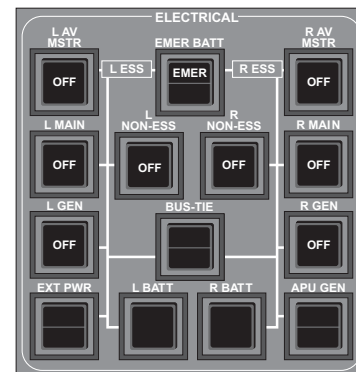 ELECTRICAL
L AV
MSTR
EMER BATT
R AV
MSTR
OFF
L ESS
EMER
R ESS
OFF
L MAIN
L
NON-ESS
R
NON-ESS
R MAIN
OFF
OFF
OFF
OFF
L GEN
BUS-TIE
R GEN
OFF
OFF
EXT PWR
L BATT
R BATT
APU GEN